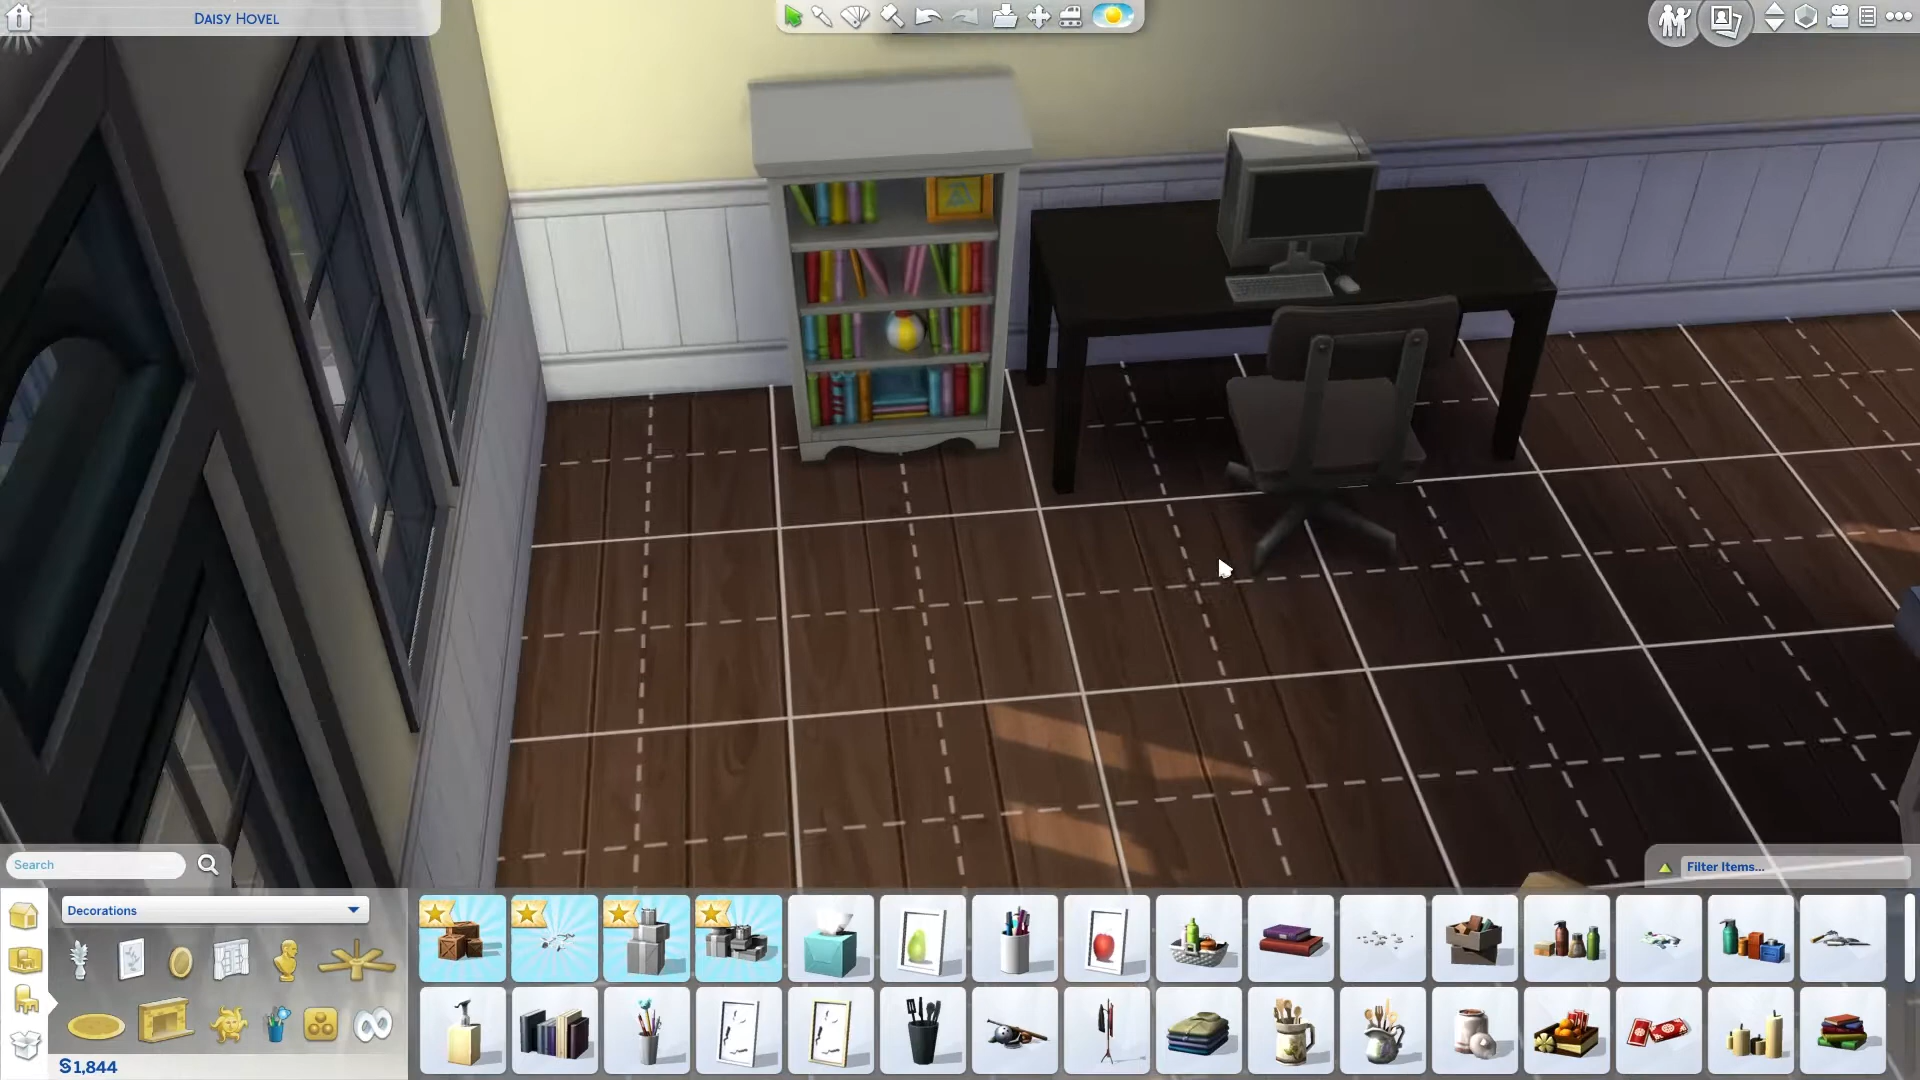 DAISY HOVEL
Search
Filter Items...
Decorations
§1,844